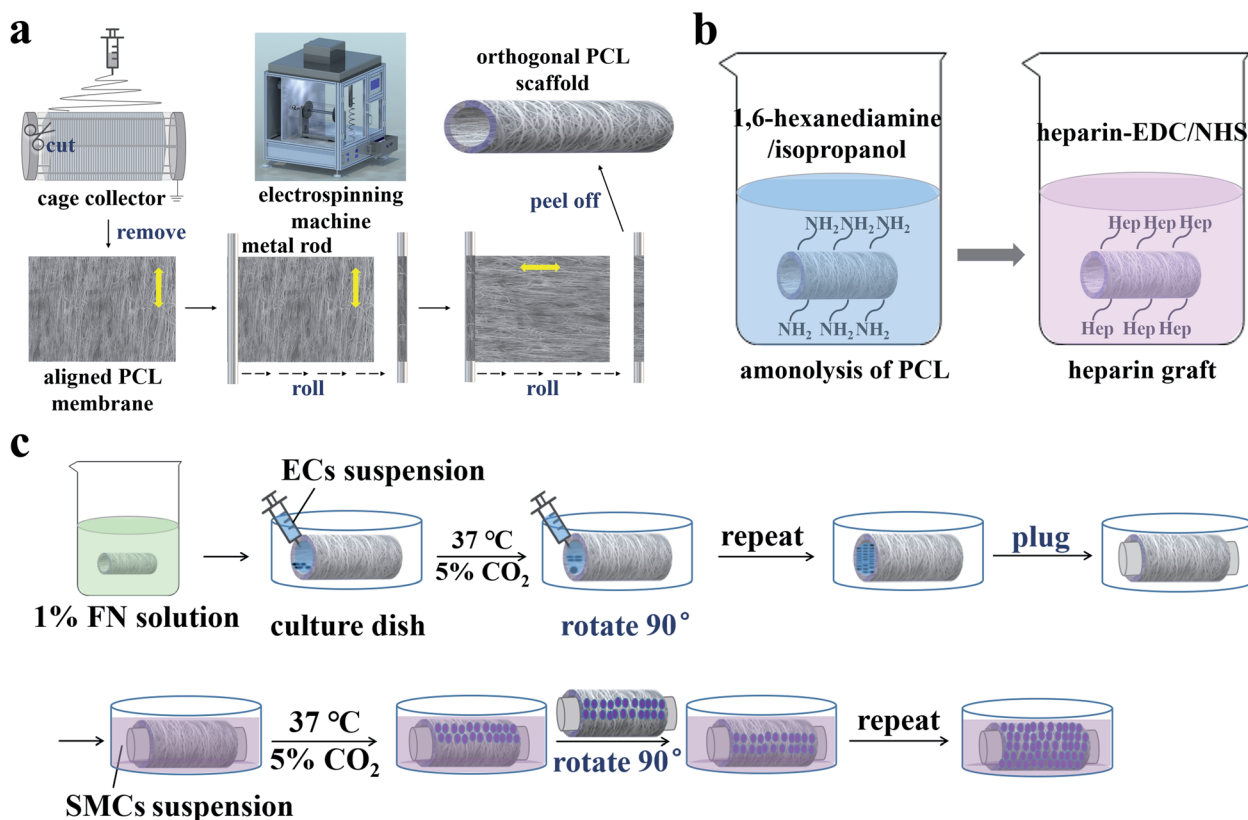 a
cut
cage collector
remove
aligned PCL
membrane
electrospinning
machine
metal rod
roll
orthogonal PCL
scaffold
peel off
roll
b
1,6-hexanediamine
/isopropanol
NH₂ NH₂ NH₂
NH₂ NH₂ NH₂
amonolysis of PCL
heparin-EDC/NHS
Hep Hep Hep
Hep Hep Hep
heparin graft
c
1% FN solution
ECs suspension
culture dish
37 ℃
5% CO₂
rotate 90°
repeat
plug
SMCs suspension
37 ℃
5% CO₂
rotate 90°
repeat